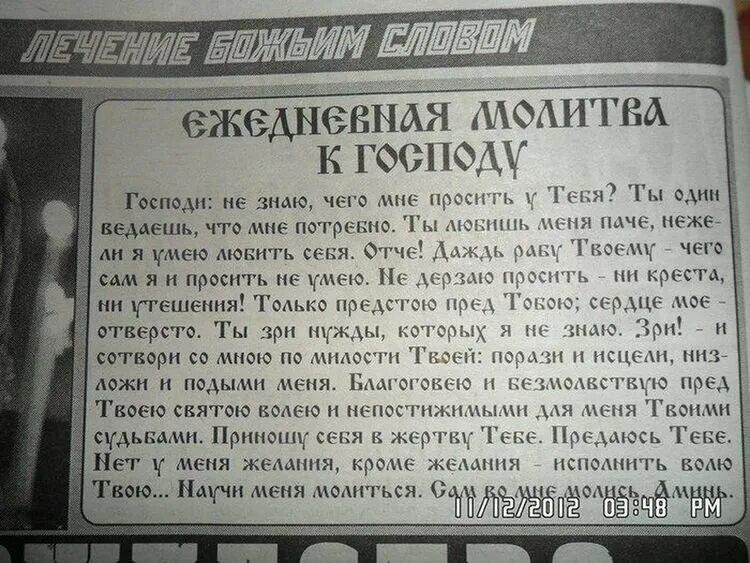 ЛЕЧЕНИЕ БОЖЬИМ СЛОВОМ
ЕЖЕДНЕВНАЯ МОЛИТВА
К ГОСПОДУ
Господи: не знаю, чего мне просить у Тебя? Ты один
ведаешь, что мне потребно. Ты любишь меня паче, неже-
ли я умею любить себя. Отче! Даждь рабу Твоему - чего
сам я и просить не умею. Не дерзаю просить - ни креста,
ни утешения! Только предстою пред Тобою; сердце мое -
отверсто. Ты зри нужды, которых я не знаю. Зри! - и
сотвори со мною по милости Твоей: порази и исцели, низ-
ложи и подыми меня. Благоговею и безмолвствую пред
Твоею святою волею и непостижимыми для меня Твоими
судьбами. Приношу себя в жертву Тебе. Предаюсь Тебе.
Нет у меня желания, кроме желания - исполнить волю
Твою... Научи меня молиться. Сам во мне молись. Аминь.
11/12/2012 03:48 PM